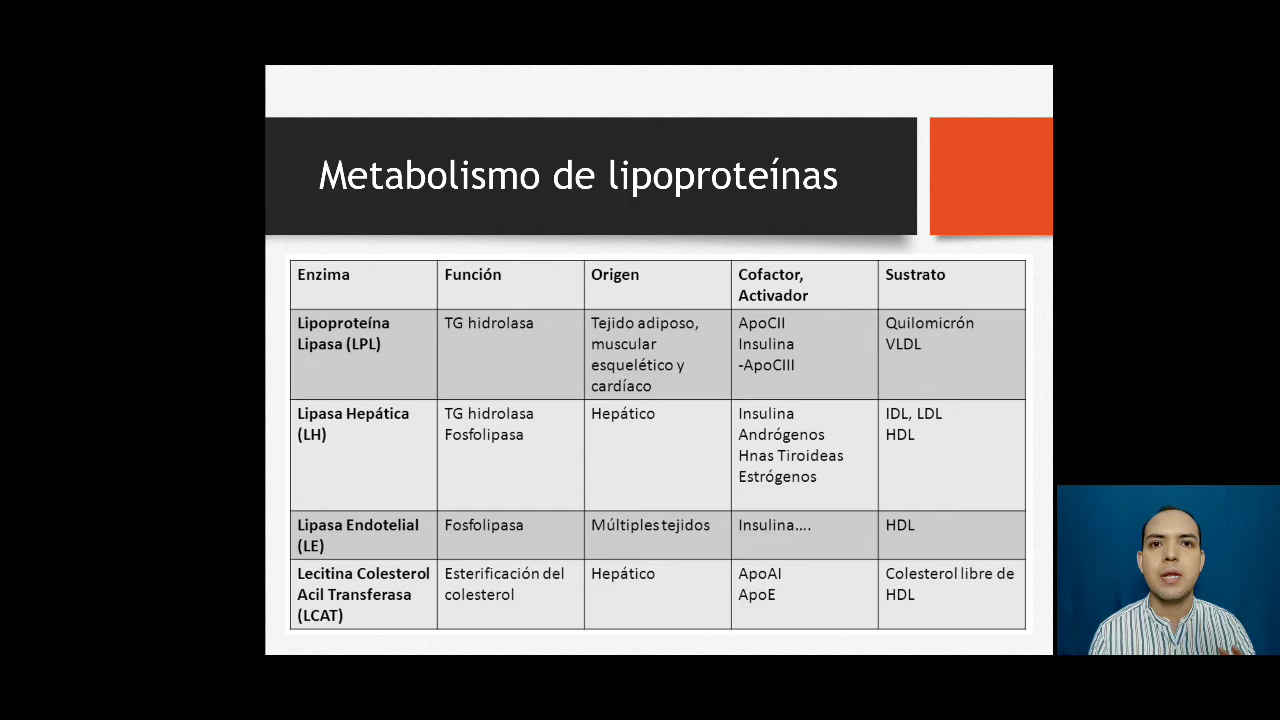 Metabolismo de lipoproteínas
Enzima
Función
Origen
Cofactor,
Activador
Sustrato
Lipoproteína
Lipasa (LPL)
TG hidrolasa
Tejido adiposo,
muscular
esquelético y
cardíaco
ApoCII
Insulina
-ApoCIII
Quilomicrón
VLDL
Lipasa Hepática
(LH)
TG hidrolasa
Fosfolipasa
Hepático
Insulina
Andrógenos
Hnas Tiroideas
Estrógenos
IDL, LDL
HDL
Lipasa Endotelial
(LE)
Fosfolipasa
Múltiples tejidos
Insulina....
HDL
Lecitina Colesterol
Acil Transferasa
(LCAT)
Esterificación del
colesterol
Hepático
ApoAI
ApoE
Colesterol libre de
HDL